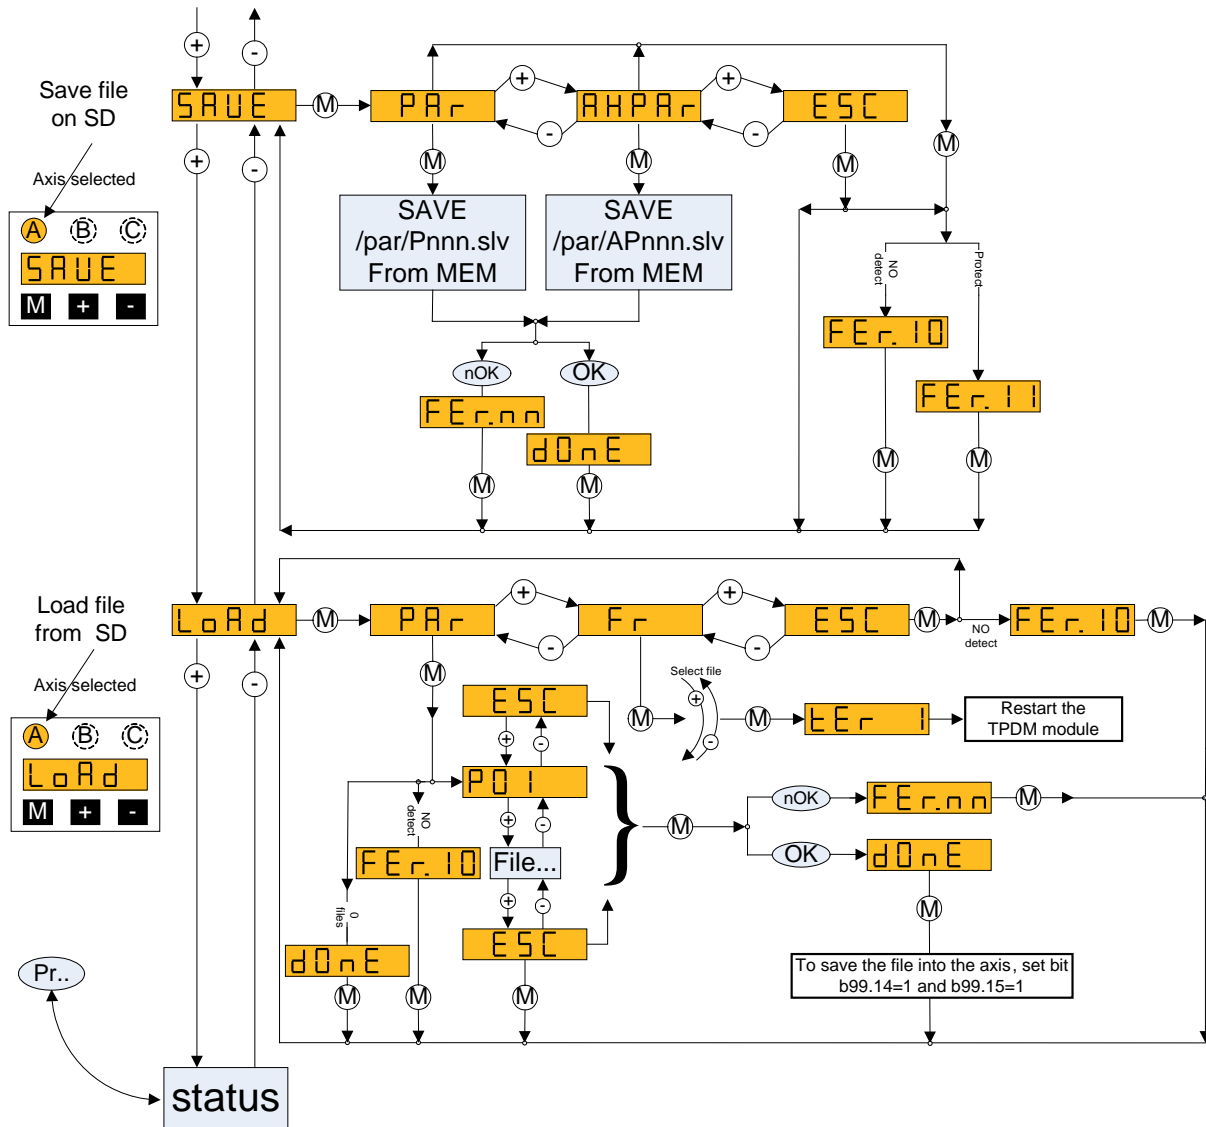 +
-
Save file
on SD
SAUE
M
PAr
+
-
AHPAr
+
-
ESC
M
+
-
M
M
M
Axis selected
A
B
C
SAUE
M
+
-
SAVE
/par/Pnnn.slv
From MEM
SAVE
/par/APnnn.slv
From MEM
NO
detect
Protect
FEr.10
nOK
OK
FEr.nn
FEr.11
dOnE
M
M
M
M
Load file
from SD
LoAd
M
PAr
+
-
Fr
+
-
ESC
M
NO
detect
FEr.10
M
+
-
Axis selected
A
B
C
LoAd
M
+
-
M
Select file
+
-
M
M
tEr 1
Restart the
TPDM module
ESC
+
-
P01
+
-
NO
detect
File...
+
-
ESC
FEr.10
0
files
dOnE
M
nOK
FEr.nn
M
OK
dOnE
M
To save the file into the axis, set bit
b99.14=1 and b99.15=1
Pr..
M
M
M
status